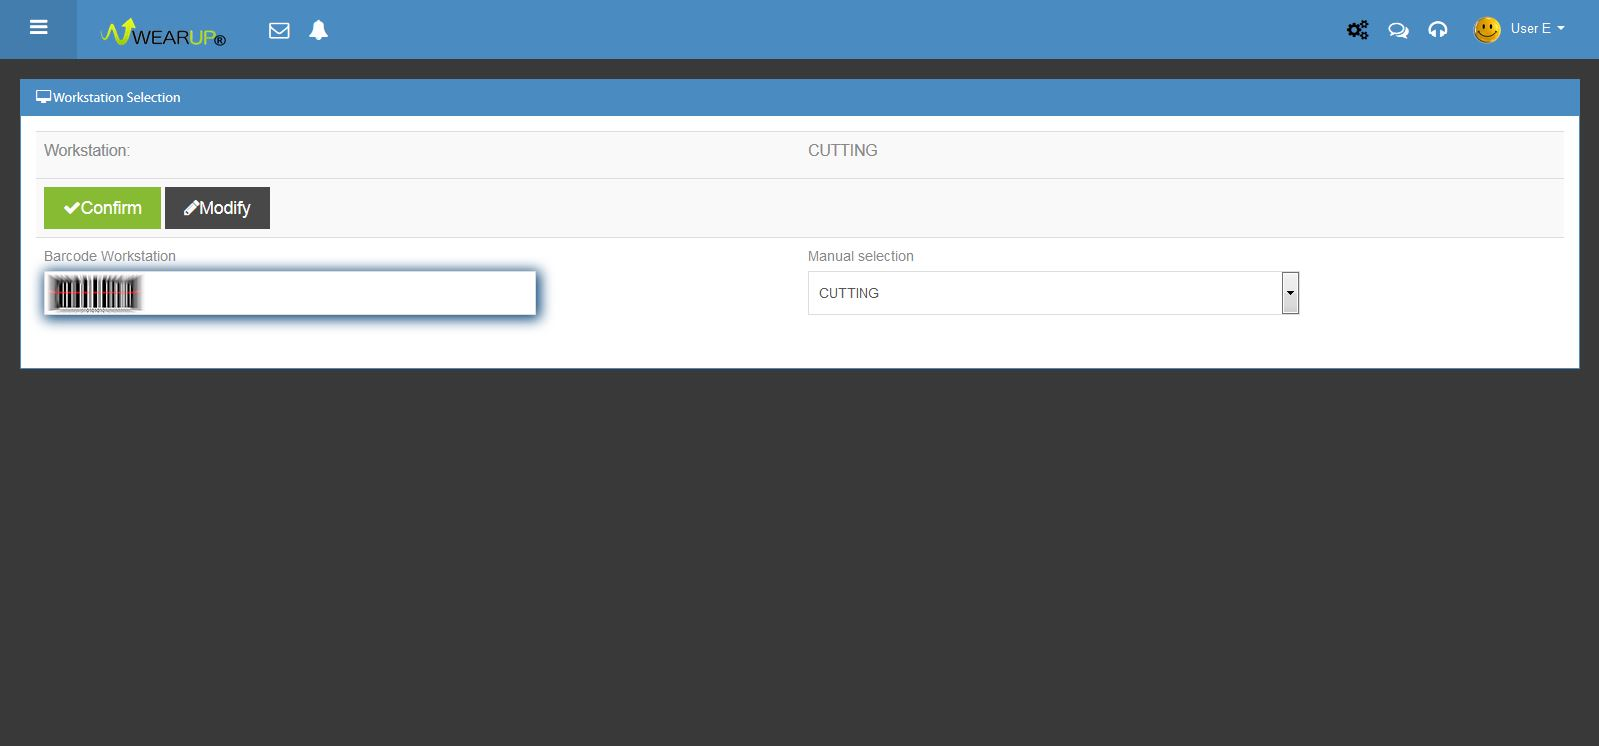 WEARUP®
User E
Workstation Selection
Workstation: CUTTING
Confirm Modify
Barcode Workstation Manual selection
CUTTING